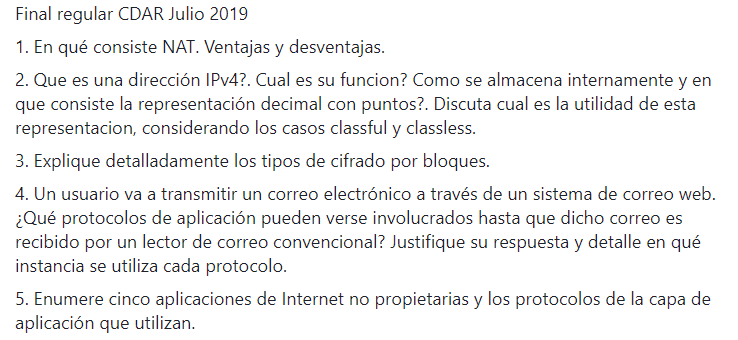 Final regular CDAR Julio 2019
1. En qué consiste NAT. Ventajas y desventajas.
2. Que es una dirección IPv4?. Cual es su funcion? Como se almacena internamente y en
que consiste la representación decimal con puntos?. Discuta cual es la utilidad de esta
representacion, considerando los casos classful y classless.
3. Explique detalladamente los tipos de cifrado por bloques.
4. Un usuario va a transmitir un correo electrónico a través de un sistema de correo web.
¿Qué protocolos de aplicación pueden verse involucrados hasta que dicho correo es
recibido por un lector de correo convencional? Justifique su respuesta y detalle en qué
instancia se utiliza cada protocolo.
5. Enumere cinco aplicaciones de Internet no propietarias y los protocolos de la capa de
aplicación que utilizan.